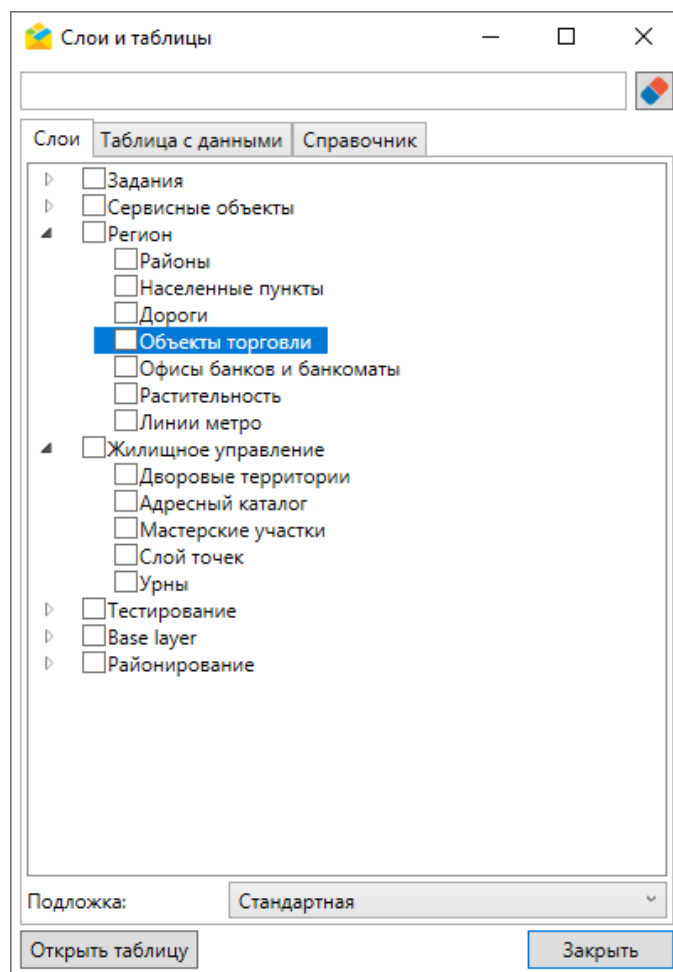 Слои и таблицы
Слои Таблица с данными Справочник
Задания
Сервисные объекты
Регион
Районы
Населенные пункты
Дороги
Объекты торговли
Офисы банков и банкоматы
Растительность
Линии метро
Жилищное управление
Дворовые территории
Адресный каталог
Мастерские участки
Слой точек
Урны
Тестирование
Base layer
Районирование
Подложка: Стандартная
Открыть таблицу Закрыть